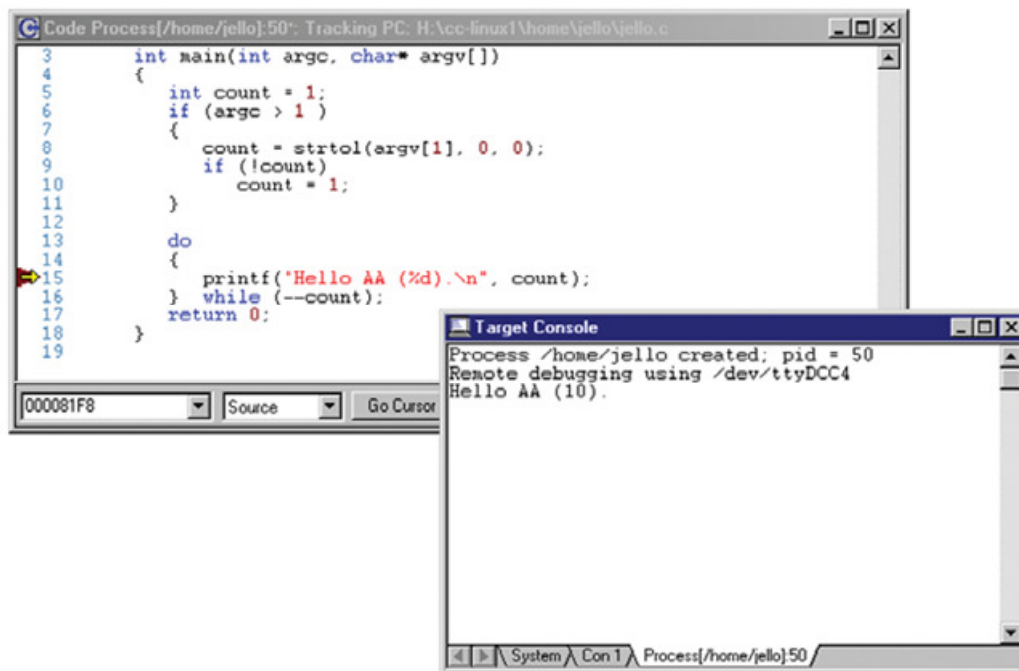 Code Process[/home/jello]:50*: Tracking PC: H:\cc-linux1\home\jello\jello.c
3 int main(int argc, char* argv[])
4 {
5 int count = 1;
6 if (argc > 1 )
7 {
8 count = strtol(argv[1], 0, 0);
9 if (!count)
10 count = 1;
11 }
12
13 do
14 {
15 printf("Hello AA (%d).\n", count);
16 } while (--count);
17 return 0;
18 }
19
000081F8 Source Go Cursor
Target Console
Process /home/jello created; pid = 50
Remote debugging using /dev/ttyDCC4
Hello AA (10).
System Con 1 Process[/home/jello]:50